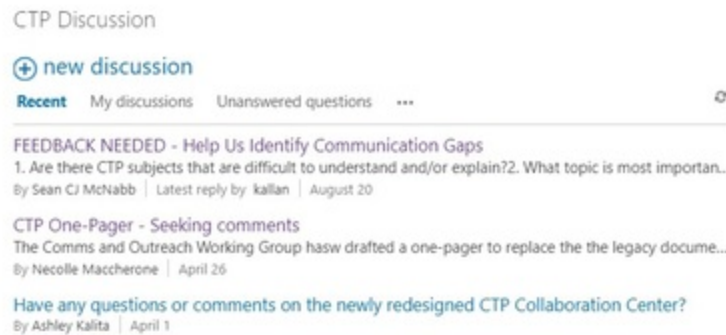 CTP Discussion
new discussion
Recent My discussions Unanswered questions ...
FEEDBACK NEEDED - Help Us Identify Communication Gaps
1. Are there CTP subjects that are difficult to understand and/or explain?2. What topic is most importan...
By Sean CJ McNabb | Latest reply by kallan | August 20
CTP One-Pager - Seeking comments
The Comms and Outreach Working Group hasw drafted a one-pager to replace the the legacy docume...
By Necolle Maccherone | April 26
Have any questions or comments on the newly redesigned CTP Collaboration Center?
By Ashley Kalita | April 1